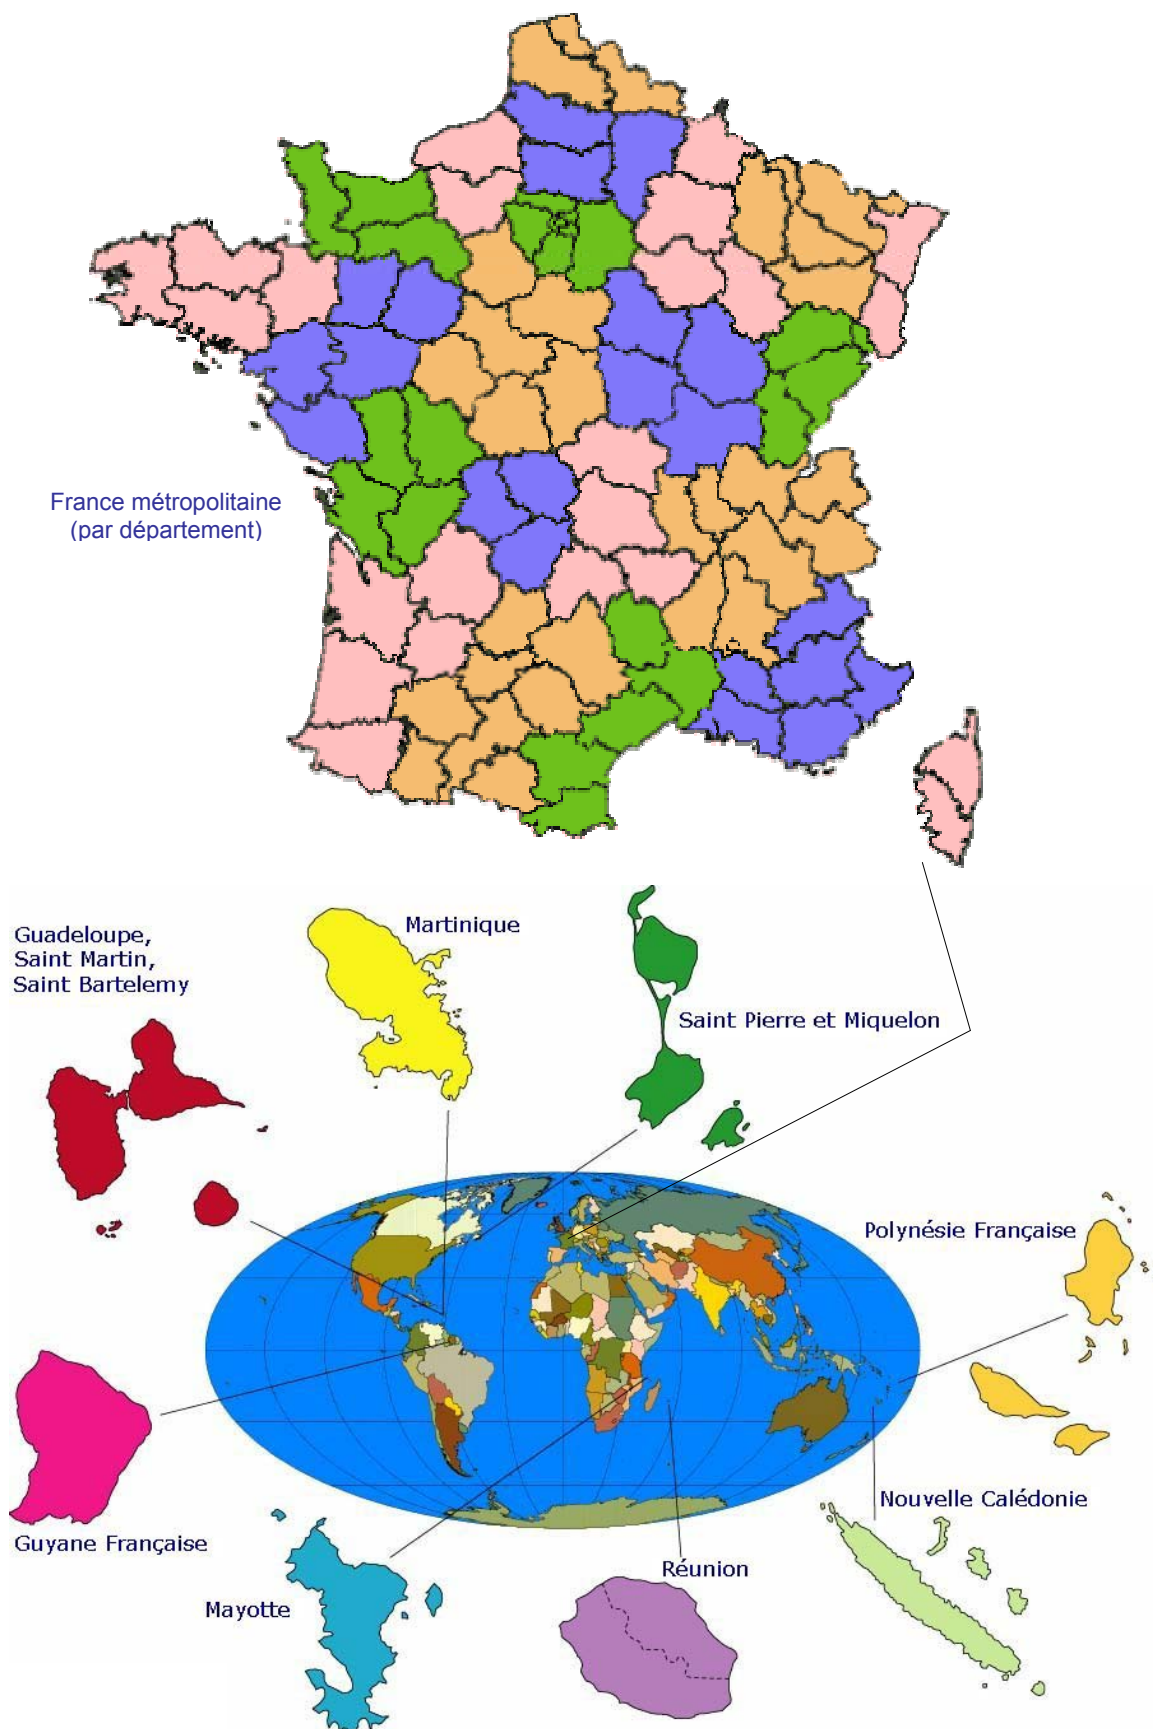 France métropolitaine
(par département)
Guadeloupe,
Saint Martin,
Saint Bartelemy
Martinique
Saint Pierre et Miquelon
Polynésie Française
Guyane Française
Nouvelle Calédonie
Mayotte
Réunion